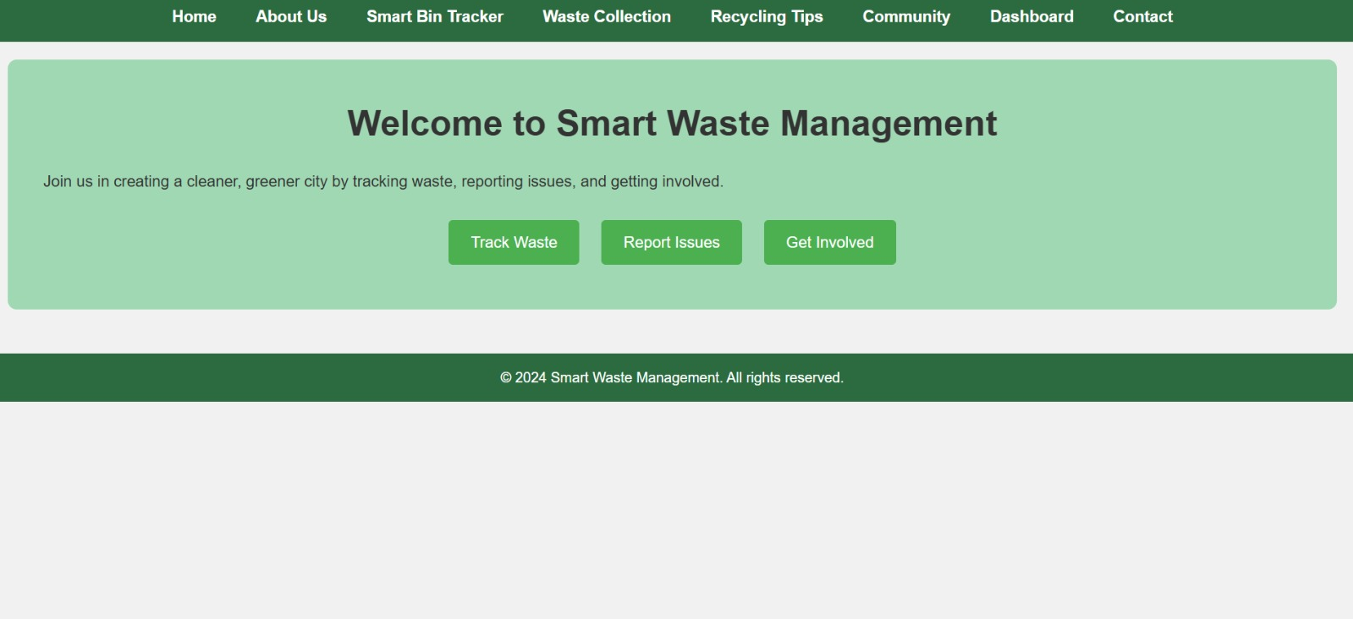 Home About Us Smart Bin Tracker Waste Collection Recycling Tips Community Dashboard Contact
Welcome to Smart Waste Management
Join us in creating a cleaner, greener city by tracking waste, reporting issues, and getting involved.
Track Waste Report Issues Get Involved
© 2024 Smart Waste Management. All rights reserved.